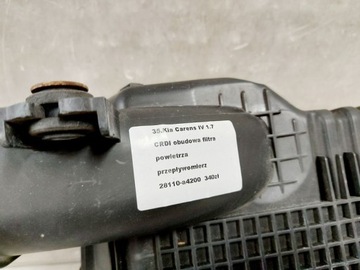 35.Kia Carens IV 1.7
CRDI obudowa filtra
powietrza
przepływomierz
28110-a4200 340zł